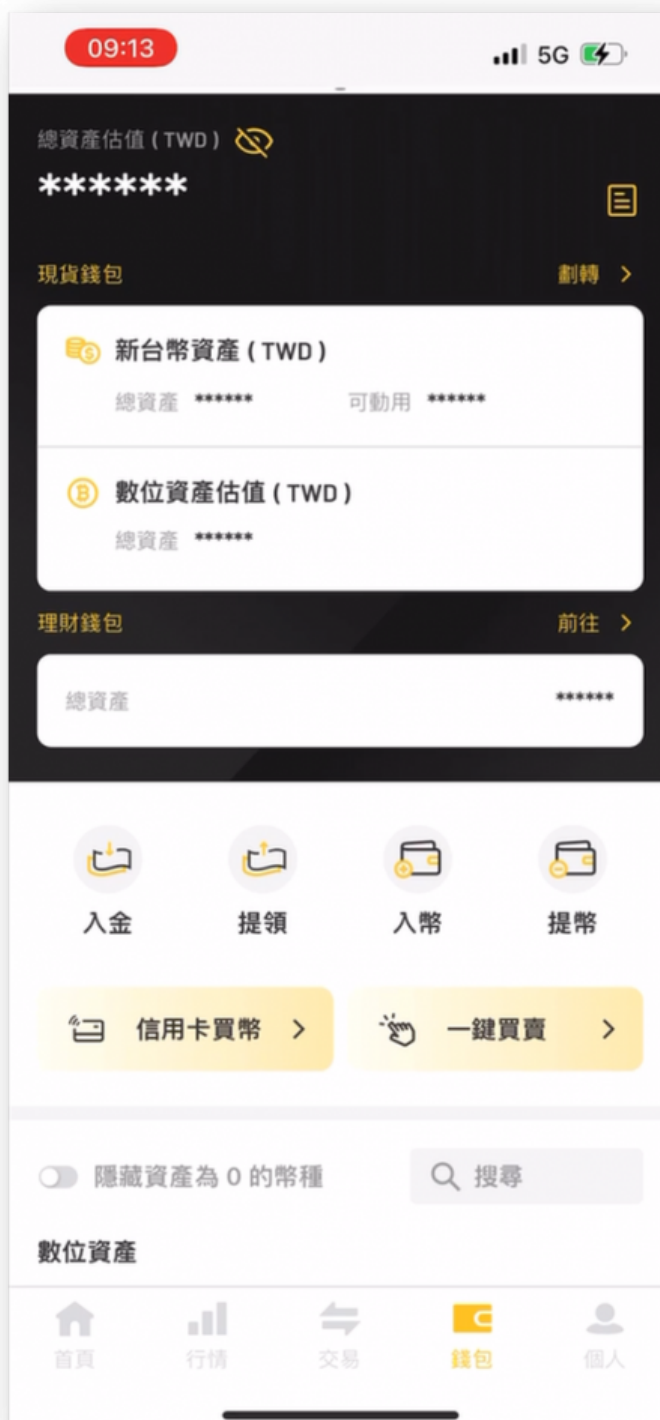 09:13 5G
總資產估值 ( TWD )
******
現貨錢包 劃轉 >
新台幣資產 ( TWD )
總資產 ****** 可動用 ******
數位資產估值 ( TWD )
總資產 ******
理財錢包 前往 >
總資產 ******
入金 提領 入幣 提幣
信用卡買幣 > 一鍵買賣 >
隱藏資產為 0 的幣種 搜尋
數位資產
首頁 行情 交易 錢包 個人